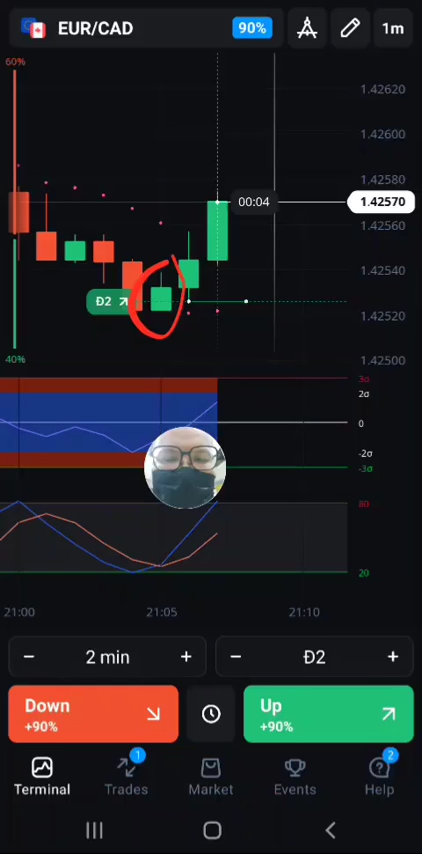 EUR/CAD 90% 1m
60%
1.42620
1.42600
1.42580
00:04 1.42570
1.42560
1.42540
Đ2
1.42520
40%
1.42500
3σ
2σ
0
-2σ
-3σ
80
20
21:00 21:05 21:10
− 2 min + − Đ2 +
Down
+90%
Up
+90%
1
2
Terminal Trades Market Events Help